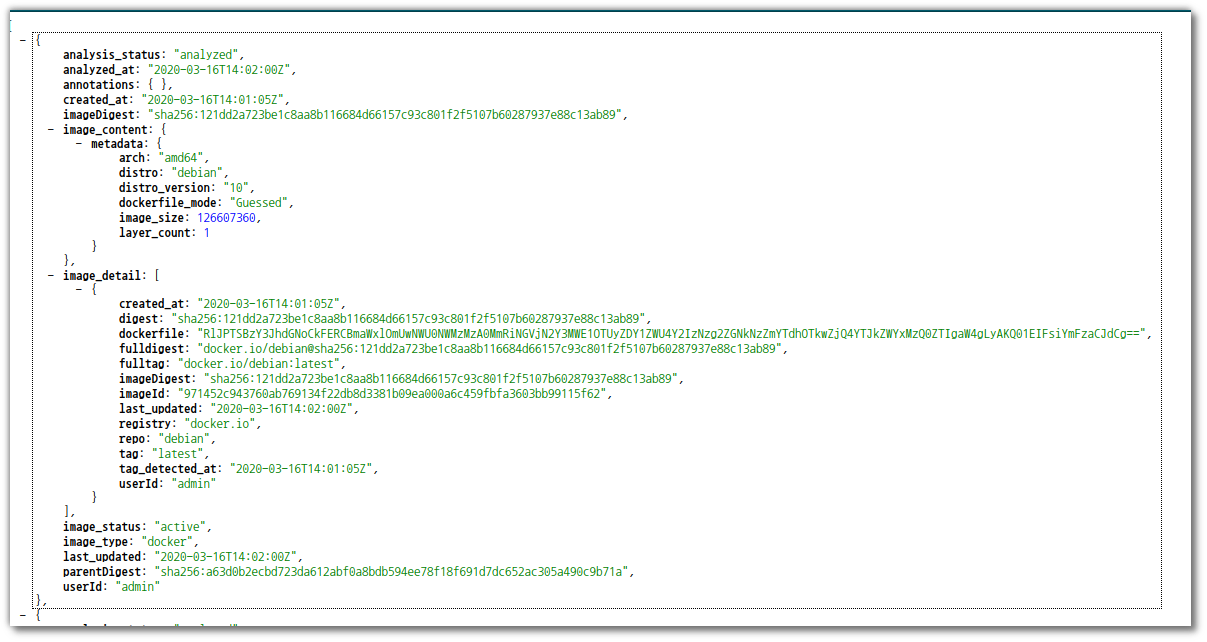 [
– {
analysis_status: "analyzed",
analyzed_at: "2020-03-16T14:02:00Z",
annotations: { },
created_at: "2020-03-16T14:01:05Z",
imageDigest: "sha256:121dd2a723be1c8aa8b116684d66157c93c801f2f5107b60287937e88c13ab89",
– image_content: {
– metadata: {
arch: "amd64",
distro: "debian",
distro_version: "10",
dockerfile_mode: "Guessed",
image_size: 126607360,
layer_count: 1
}
},
– image_detail: [
– {
created_at: "2020-03-16T14:01:05Z",
digest: "sha256:121dd2a723be1c8aa8b116684d66157c93c801f2f5107b60287937e88c13ab89",
dockerfile: "RlJPTSBzY3JhdGNoCkFERCBmaWxlOmUwNWU0NWMzMzA0MmRiNGVjN2Y3MWE1OTUyZDY1ZWU4Y2IzNzg2ZGNkNzZmYTdhOTkwZjQ4YTJkZWYxMzQ0ZTIgaW4gLyAKQ01EIFsiYmFzaCJdCg==",
fulldigest: "docker.io/debian@sha256:121dd2a723be1c8aa8b116684d66157c93c801f2f5107b60287937e88c13ab89",
fulltag: "docker.io/debian:latest",
imageDigest: "sha256:121dd2a723be1c8aa8b116684d66157c93c801f2f5107b60287937e88c13ab89",
imageId: "971452c943760ab769134f22db8d3381b09ea000a6c459fbfa3603bb99115f62",
last_updated: "2020-03-16T14:02:00Z",
registry: "docker.io",
repo: "debian",
tag: "latest",
tag_detected_at: "2020-03-16T14:01:05Z",
userId: "admin"
}
],
image_status: "active",
image_type: "docker",
last_updated: "2020-03-16T14:02:00Z",
parentDigest: "sha256:a63d0b2ecbd723da612abf0a8bdb594ee78f18f691d7dc652ac305a490c9b71a",
userId: "admin"
},
– {